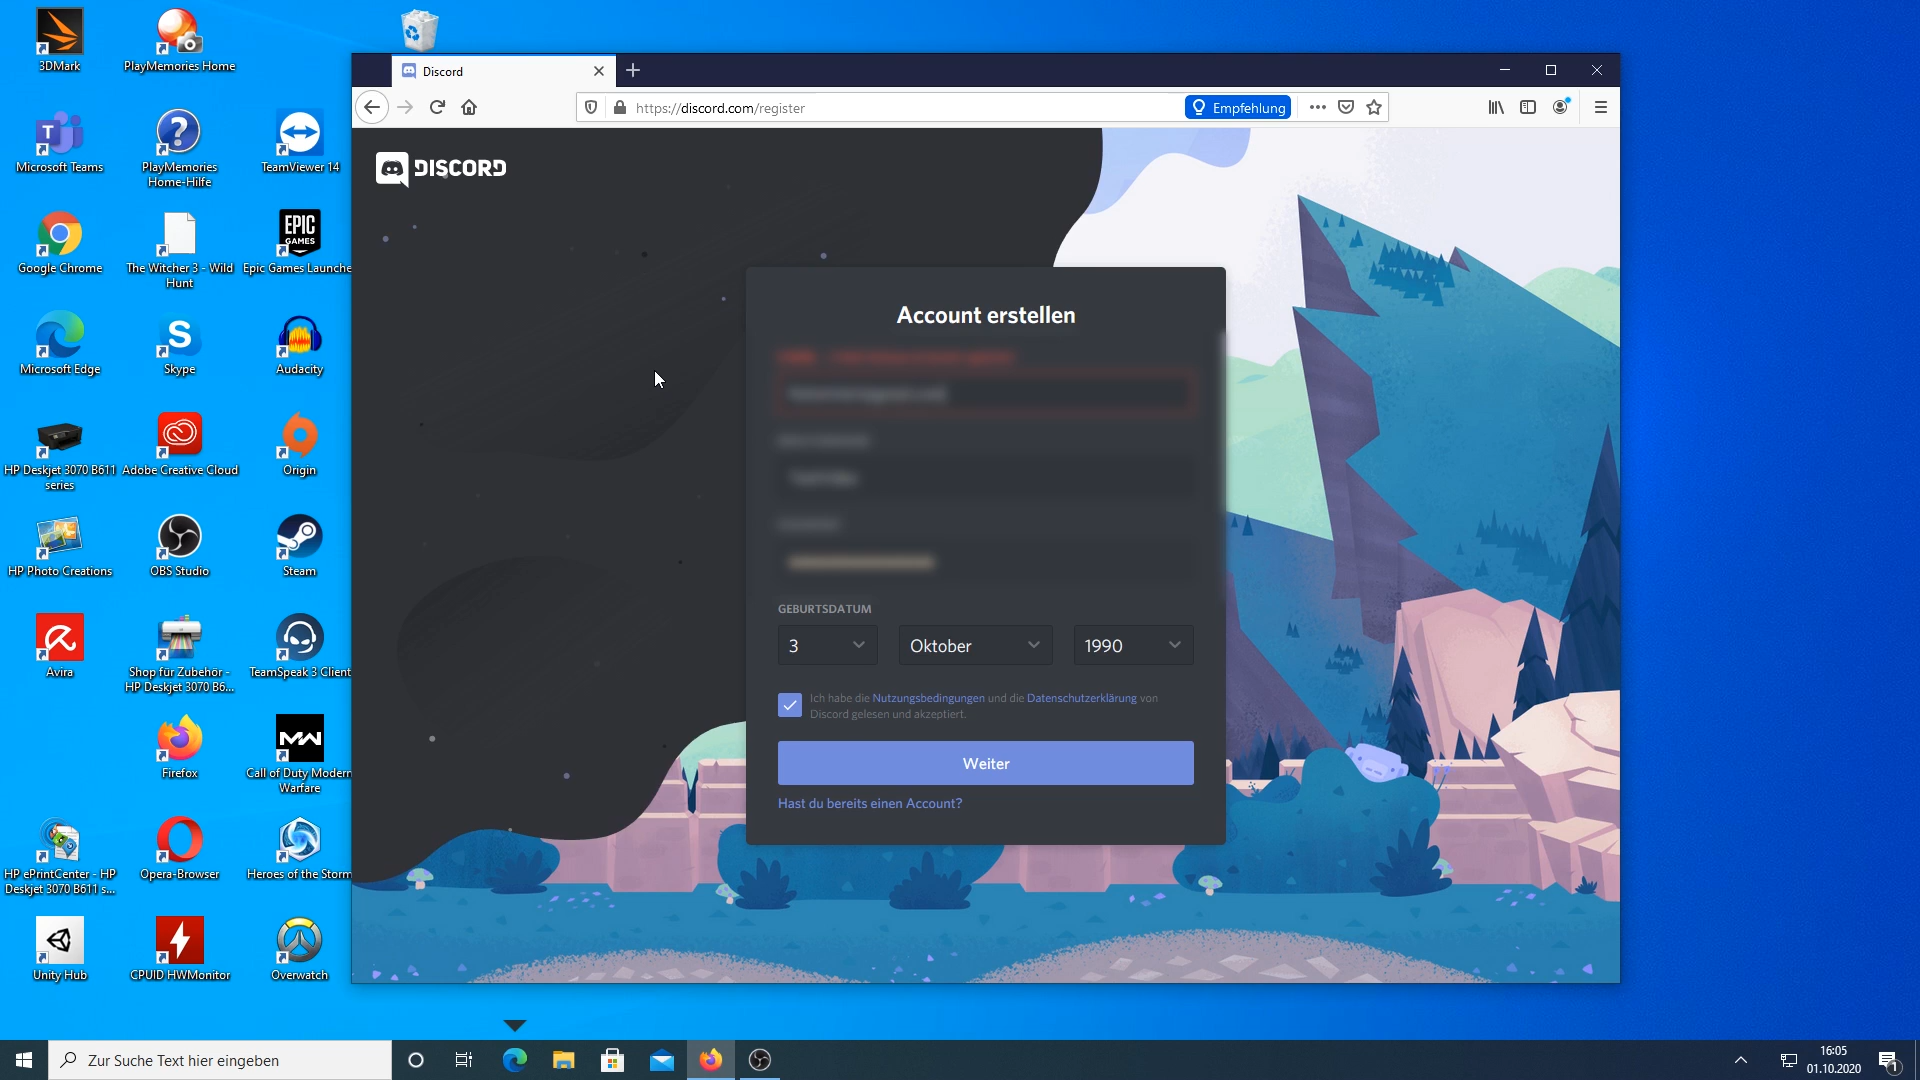 3DMark
PlayMemories Home
Microsoft Teams
PlayMemories
Home-Hilfe
TeamViewer 14
Google Chrome
The Witcher 3 - Wild
Hunt
EPIC
GAMES
Epic Games Launche
Microsoft Edge
Skype
Audacity
HP Deskjet 3070 B611
series
Adobe Creative Cloud
Origin
HP Photo Creations
OBS Studio
Steam
Avira
Shop für Zubehör -
HP Deskjet 3070 B6...
TeamSpeak 3 Client
Firefox
Call of Duty Modern
Warfare
HP ePrintCenter - HP
Deskjet 3070 B611 s...
Opera-Browser
Heroes of the Storm
Unity Hub
CPUID HWMonitor
Overwatch
Discord
https://discord.com/register
Empfehlung
DISCORD
Account erstellen
GEBURTSDATUM
3
Oktober
1990
Ich habe die Nutzungsbedingungen und die Datenschutzerklärung von
Discord gelesen und akzeptiert.
Weiter
Hast du bereits einen Account?
Zur Suche Text hier eingeben
16:05
01.10.2020
1